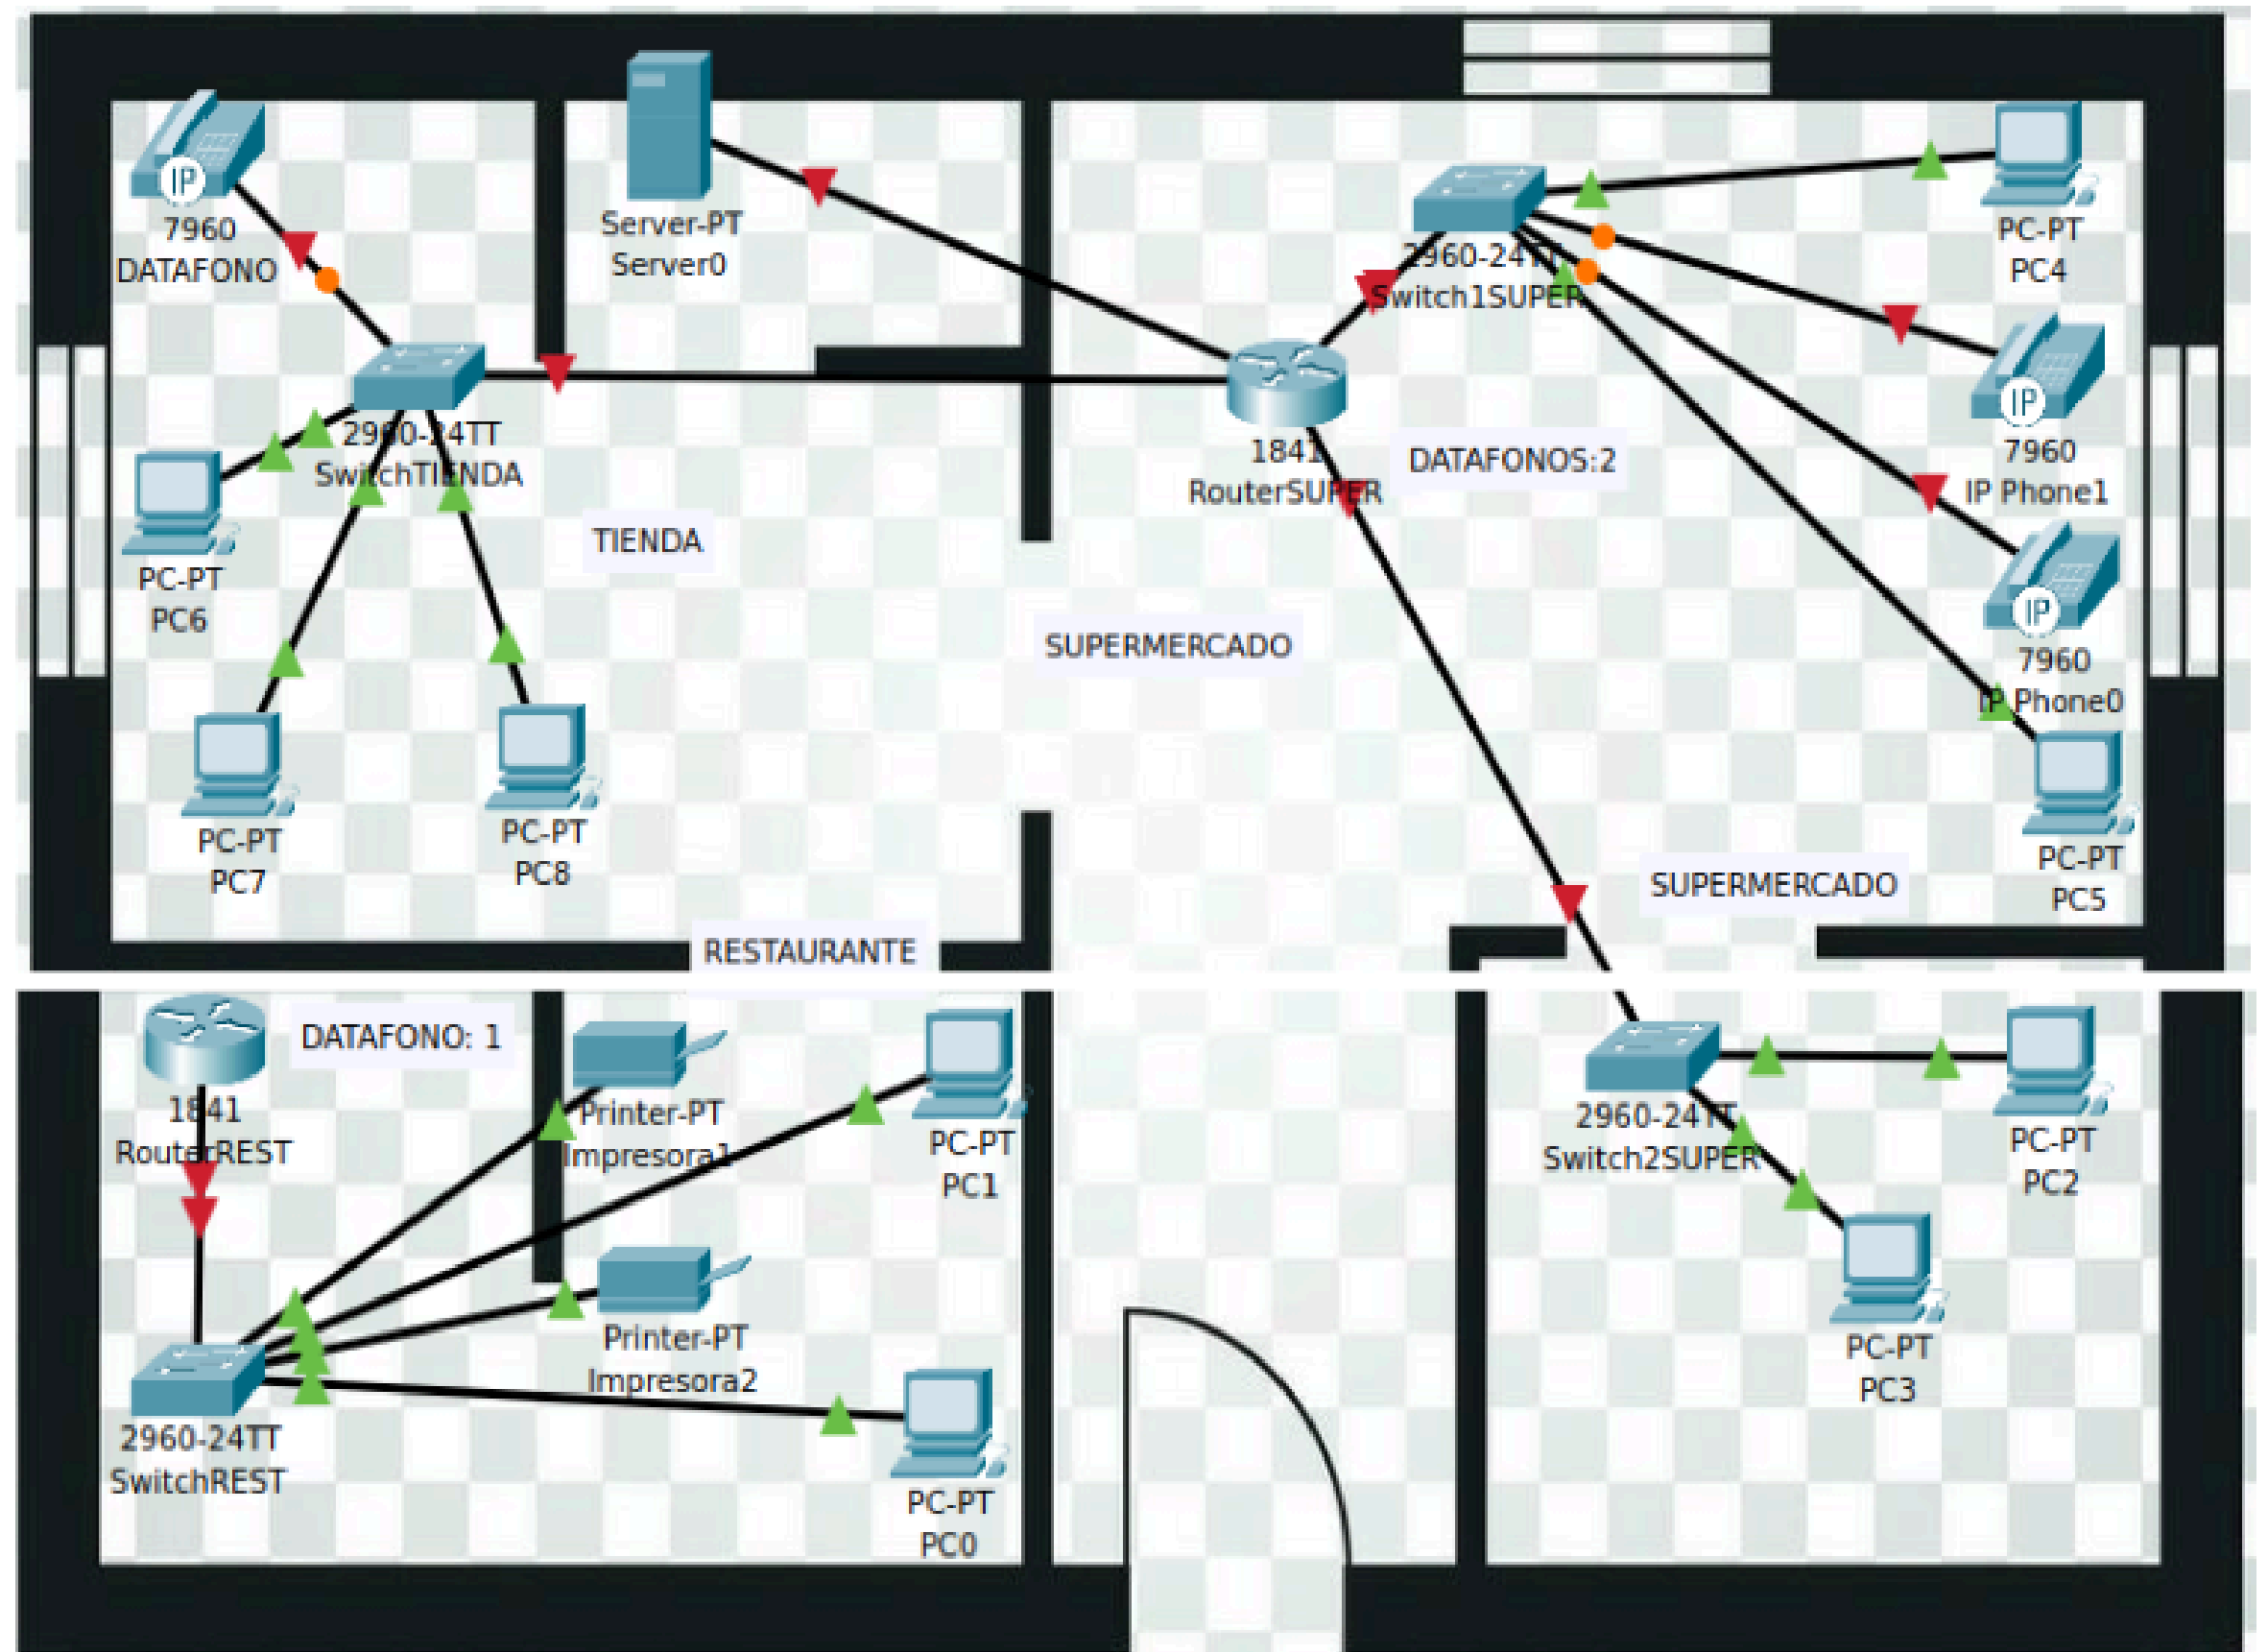 IP
7960
DATAFONO
Server-PT
Server0
2960-24TT
Switch1SUPER
PC-PT
PC4
IP
7960
IP Phone1
2960-24TT
SwitchTIENDA
1841
RouterSUPER
DATAFONOS:2
PC-PT
PC6
TIENDA
IP
7960
IP Phone0
SUPERMERCADO
PC-PT
PC7
PC-PT
PC8
PC-PT
PC5
SUPERMERCADO
RESTAURANTE
DATAFONO: 1
1841
RouterREST
Printer-PT
Impresora1
PC-PT
PC1
2960-24TT
Switch2SUPER
PC-PT
PC2
Printer-PT
Impresora2
PC-PT
PC3
2960-24TT
SwitchREST
PC-PT
PC0